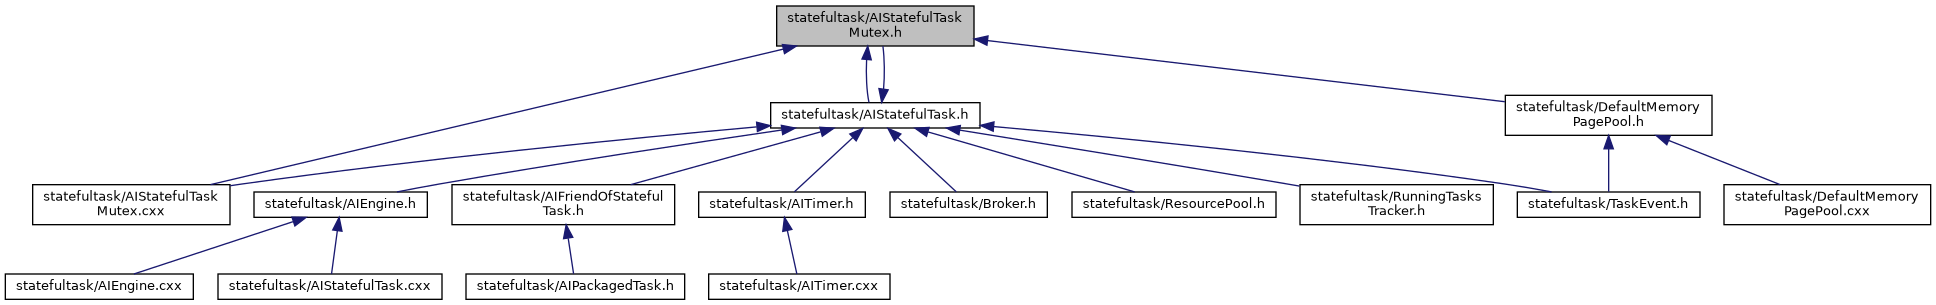 statefultask/AIStatefulTask
Mutex.h
statefultask/AIStatefulTask.h
statefultask/DefaultMemory
PagePool.h
statefultask/AIStatefulTask
Mutex.cxx
statefultask/AIEngine.h
statefultask/AIFriendOfStateful
Task.h
statefultask/AITimer.h
statefultask/Broker.h
statefultask/ResourcePool.h
statefultask/RunningTasks
Tracker.h
statefultask/TaskEvent.h
statefultask/DefaultMemory
PagePool.cxx
statefultask/AIEngine.cxx
statefultask/AIStatefulTask.cxx
statefultask/AIPackagedTask.h
statefultask/AITimer.cxx